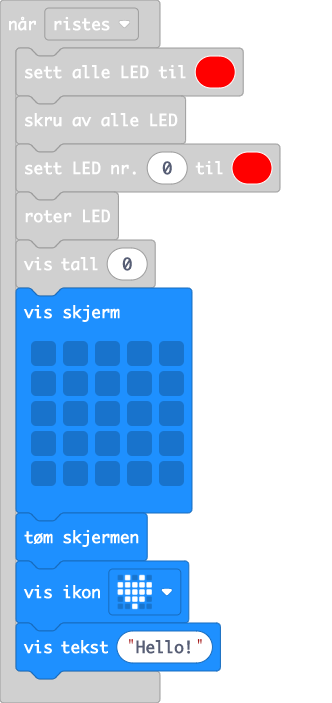 når ristes
sett alle LED til
skru av alle LED
sett LED nr. 0 til
roter LED
vis tall 0
vis skjerm
tøm skjermen
vis ikon
vis tekst "Hello!"